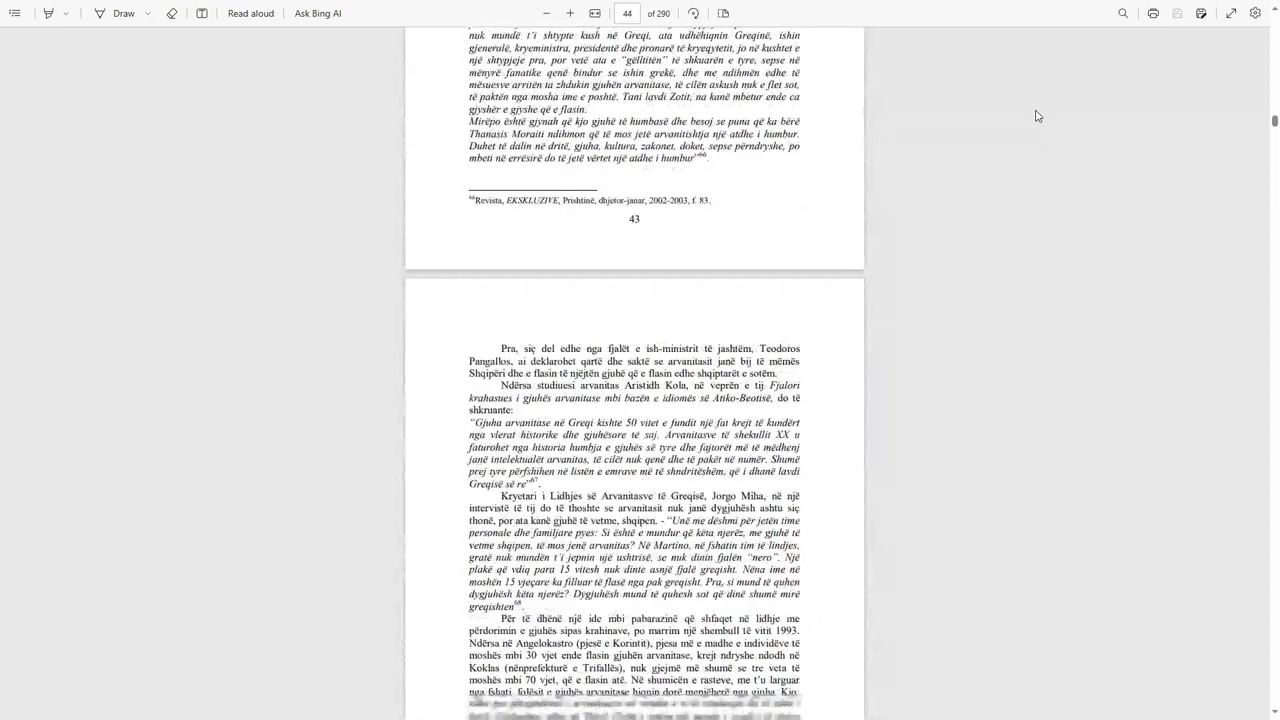 Draw
Read aloud
Ask Bing AI
44
of 290
nuk mundë t'i shtypte kush në Greqi, ata udhëhiqnin Greqinë, ishin
gjeneralë, kryeministra, presidentë dhe pronarë të kryeqytetit, jo në kushtet e
një shtypjeje pra, por vetë ata e "gëlltitën" të shkuarën e tyre, sepse në
mënyrë fanatike qenë bindur se ishin grekë, dhe me ndihmën edhe të
mësuesve arritën ta zhdukin gjuhën arvanitase, të cilën askush nuk e flet sot,
të paktën nga mosha ime e poshtë. Tani lavdi Zotit, na kanë mbetur ende ca
gjyshër e gjyshe që e flasin.
Mirëpo është gjynah që kjo gjuhë të humbasë dhe besoj se puna që ka bërë
Thanasis Moraiti ndihmon që të mos jetë arvanitishtja një atdhe i humbur.
Duhet të dalin në dritë, gjuha, kultura, zakonet, doket, sepse përndryshe, po
mbeti në errësirë do të jetë vërtet një atdhe i humbur"66.
66Revista, EKSKLUZIVE, Prishtinë, dhjetor-janar, 2002-2003, f. 83.
43
Pra, siç del edhe nga fjalët e ish-ministrit të jashtëm, Teodoros
Pangallos, ai deklarohet qartë dhe saktë se arvanitasit janë bij të mëmës
Shqipëri dhe e flasin të njëjtën gjuhë që e flasin edhe shqiptarët e sotëm.
Ndërsa studiuesi arvanitas Aristidh Kola, në veprën e tij Fjalori
krahasues i gjuhës arvanitase mbi bazën e idiomës së Atiko-Beotisë, do të
shkruante:
"Gjuha arvanitase në Greqi kishte 50 vitet e fundit një fat krejt të kundërt
nga vlerat historike dhe gjuhësore të saj. Arvanitasve të shekullit XX u
faturohet nga historia humbja e gjuhës së tyre dhe fajtorët më të mëdhenj
janë intelektualët arvanitas, të cilët nuk qenë dhe të pakët në numër. Shumë
prej tyre përfshihen në listën e emrave më të shndritëshëm, që i dhanë lavdi
Greqisë së re"67.
Kryetari i Lidhjes së Arvanitasve të Greqisë, Jorgo Miha, në një
intervistë të tij do të thoshte se arvanitasit nuk janë dygjuhësh ashtu siç
thonë, por ata kanë gjuhë të vetme, shqipen. - "Unë me dëshmi për jetën time
personale dhe familjare pyes: Si është e mundur që këta njerëz, me gjuhë të
vetme shqipen, të mos jenë arvanitas? Në Martino, në fshatin tim të lindjes,
gratë nuk mundën t'i jepnin ujë ushtrisë, se nuk dinin fjalën "nero". Një
plakë që vdiq para 15 vitesh nuk dinte asnjë fjalë greqisht. Nëna ime në
moshën 15 vjeçare ka filluar të flasë nga pak greqisht. Pra, si mund të quhen
dygjuhësh këta njerëz? Dygjuhësh mund të quhesh sot që dinë shumë mirë
greqishten68.
Për të dhënë një ide mbi pabarazinë që shfaqet në lidhje me
përdorimin e gjuhës sipas krahinave, po marrim një shembull të vitit 1993.
Ndërsa në Angelokastro (pjesë e Korintit), pjesa më e madhe e individëve të
moshës mbi 30 vjet ende flasin gjuhën arvanitase, krejt ndryshe ndodh në
Koklas (nënprefekturë e Trifallës), nuk gjejmë më shumë se tre veta të
moshës mbi 70 vjet, që e flasin atë. Në shumicën e rasteve, me t'u larguar
nga fshati, folësit e gjuhës arvanitase hiqnin dorë menjëherë nga gjuha. Kjo